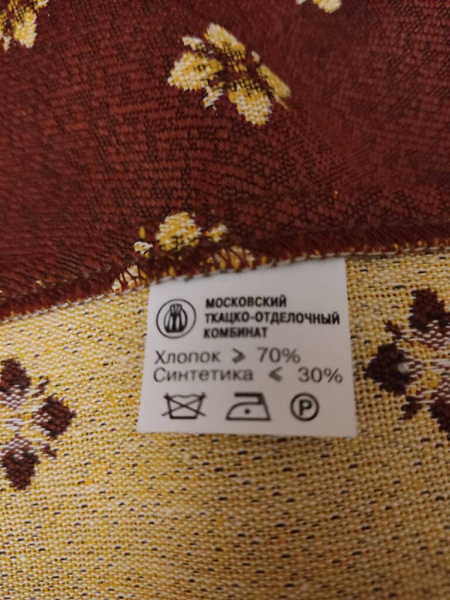 МОСКОВСКИЙ
ТКАЦКО-ОТДЕЛОЧНЫЙ
КОМБИНАТ
Хлопок ⩾ 70%
Синтетика ⩽ 30%
P